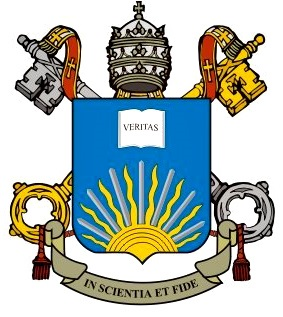 VERITAS
IN SCIENTIA ET FIDE